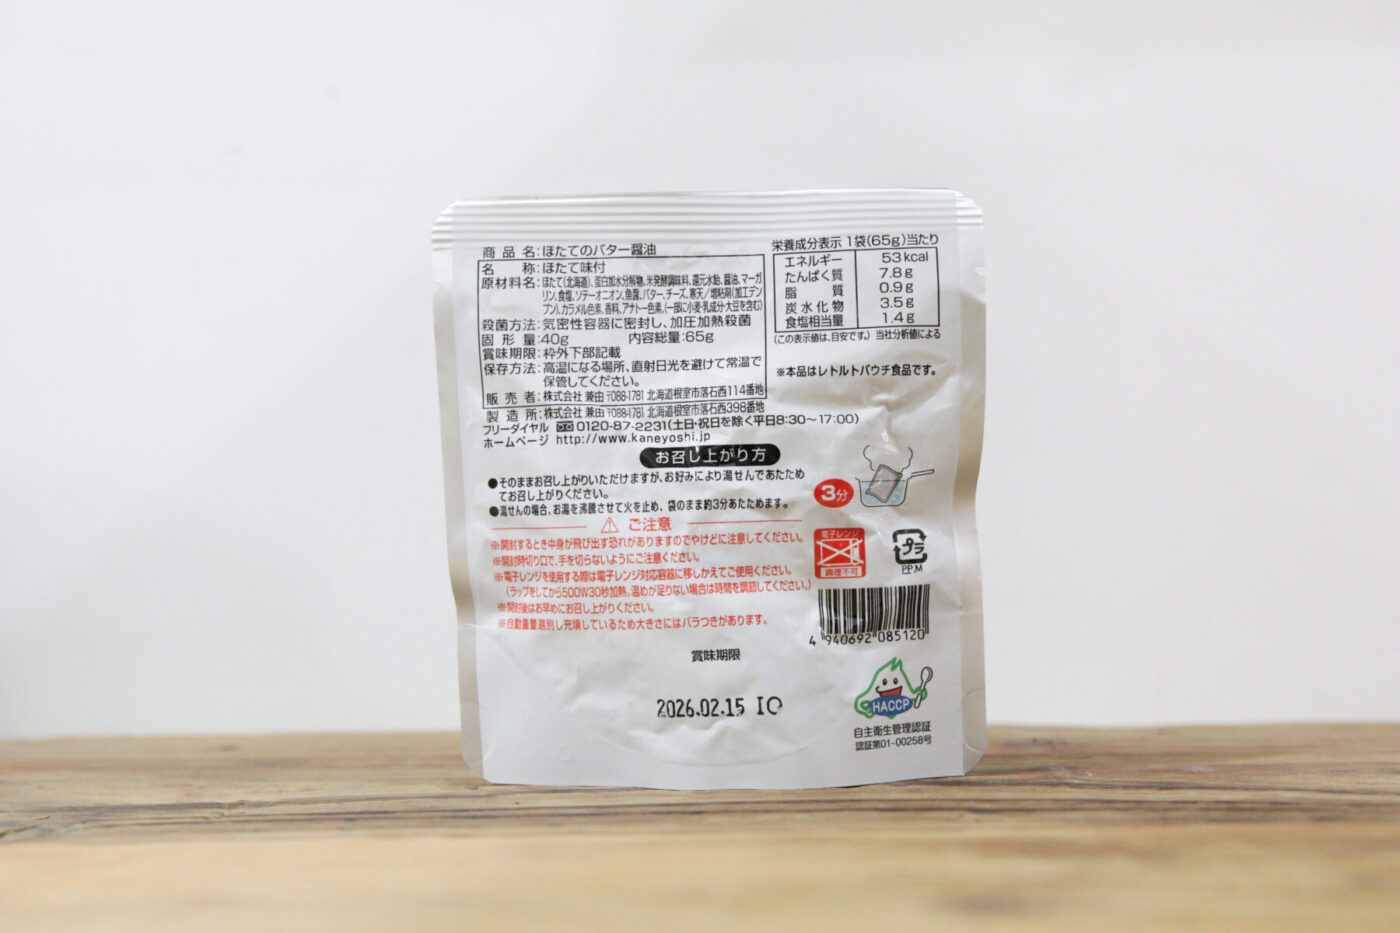 商品名:ほたてのバター醤油
名称:ほたて味付
原材料名:ほたて(北海道)、蛋白加水分解物、米発酵調味料、還元水飴、醤油、マーガ
リン、食塩、ソテーオニオン、魚醤、バター、チーズ、寒天/増粘剤(加工デン
プン)、カラメル色素、香料、アナトー色素、(一部に小麦・乳成分・大豆を含む)
殺菌方法:気密性容器に密封し、加圧加熱殺菌
固形量:40g 内容総量:65g
賞味期限:枠外下部記載
保存方法:高温になる場所、直射日光を避けて常温で
保管してください。
販売者:株式会社 兼由 〒088-1781 北海道根室市落石西114番地
製造所:株式会社 兼由 〒088-1781 北海道根室市落石西398番地
フリーダイヤル 0120-87-2231(土日・祝日を除く平日8:30〜17:00)
ホームページ http://www.kaneyoshi.jp
栄養成分表示 1袋(65g)当たり
エネルギー 53kcal
たんぱく質 7.8g
脂質 0.9g
炭水化物 3.5g
食塩相当量 1.4g
(この表示値は、目安です。) 当社分析値による
※本品はレトルトパウチ食品です。
お召し上がり方
●そのままお召し上がりいただけますが、お好みにより湯せんであたため
てお召し上がりください。
●湯せんの場合、お湯を沸騰させて火を止め、袋のまま約3分あたためます。
3分
ご注意
※開封するとき中身が飛び出す恐れがありますのでやけどに注意してください。
※開封時切り口で、手を切らないようにご注意ください。
※電子レンジを使用する際は電子レンジ対応容器に移しかえてご使用ください。
(ラップをしてから500W30秒加熱。温めが足りない場合は時間を調節してください。)
※開封後はお早めにお召し上がりください。
※自動重量選別し充填しているため大きさにはバラつきがあります。
電子レンジ
調理不可
プラ
PP,M
4 940692 085120
賞味期限
2026.02.15 IO
HACCP
自主衛生管理認証
認証第01-00258号